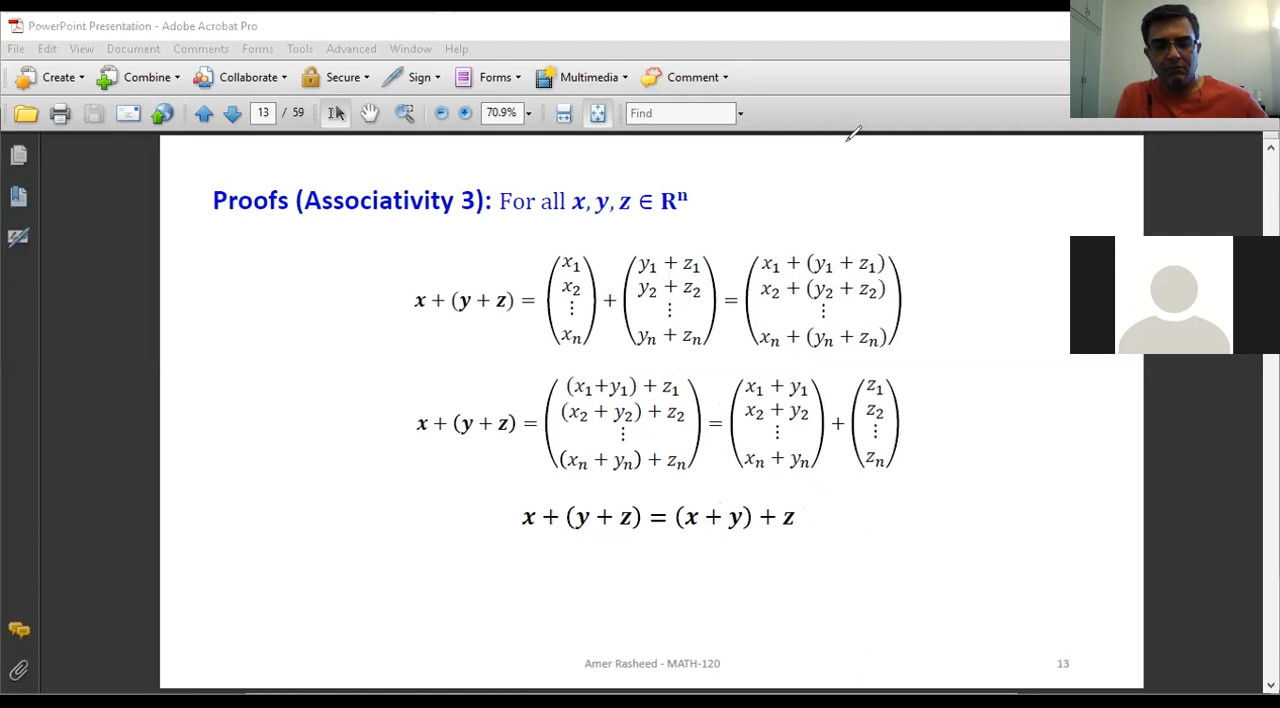 PowerPoint Presentation - Adobe Acrobat Pro
File Edit View Document Comments Forms Tools Advanced Window Help
Create Combine Collaborate Secure Sign Forms Multimedia Comment
13 / 59 70.9% Find
Proofs (Associativity 3): For all x, y, z ∈ Rⁿ
x + (y + z) = (x₁ x₂ ⋮ xₙ) + (y₁ + z₁ y₂ + z₂ ⋮ yₙ + zₙ) = (x₁ + (y₁ + z₁) x₂ + (y₂ + z₂) ⋮ xₙ + (yₙ + zₙ))
x + (y + z) = ((x₁+y₁) + z₁ (x₂ + y₂) + z₂ ⋮ (xₙ + yₙ) + zₙ) = (x₁ + y₁ x₂ + y₂ ⋮ xₙ + yₙ) + (z₁ z₂ ⋮ zₙ)
x + (y + z) = (x + y) + z
Amer Rasheed - MATH-120 13